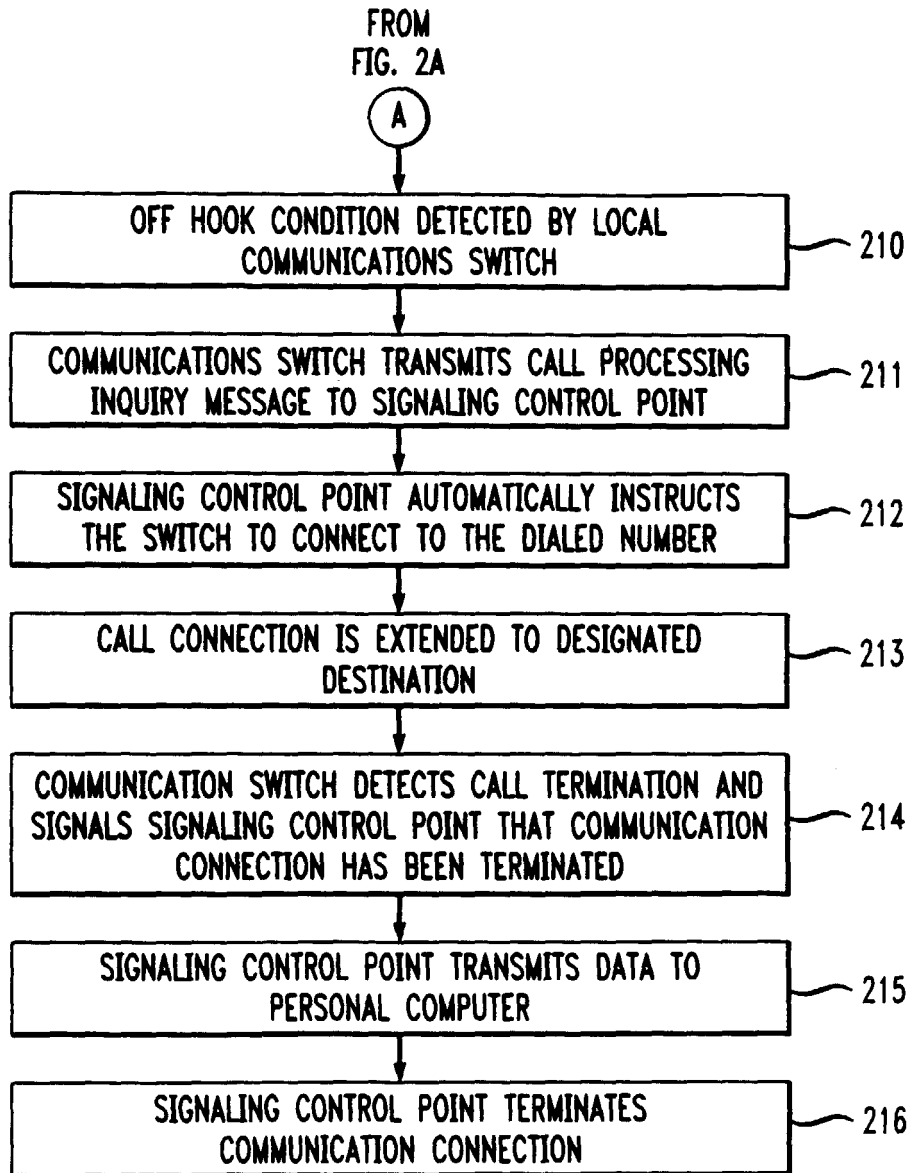 FROM
FIG. 2A
A
OFF HOOK CONDITION DETECTED BY LOCAL
COMMUNICATIONS SWITCH
210
COMMUNICATIONS SWITCH TRANSMITS CALL PROCESSING
INQUIRY MESSAGE TO SIGNALING CONTROL POINT
211
SIGNALING CONTROL POINT AUTOMATICALLY INSTRUCTS
THE SWITCH TO CONNECT TO THE DIALED NUMBER
212
CALL CONNECTION IS EXTENDED TO DESIGNATED
DESTINATION
213
COMMUNICATION SWITCH DETECTS CALL TERMINATION AND
SIGNALS SIGNALING CONTROL POINT THAT COMMUNICATION
CONNECTION HAS BEEN TERMINATED
214
SIGNALING CONTROL POINT TRANSMITS DATA TO
PERSONAL COMPUTER
215
SIGNALING CONTROL POINT TERMINATES
COMMUNICATION CONNECTION
216